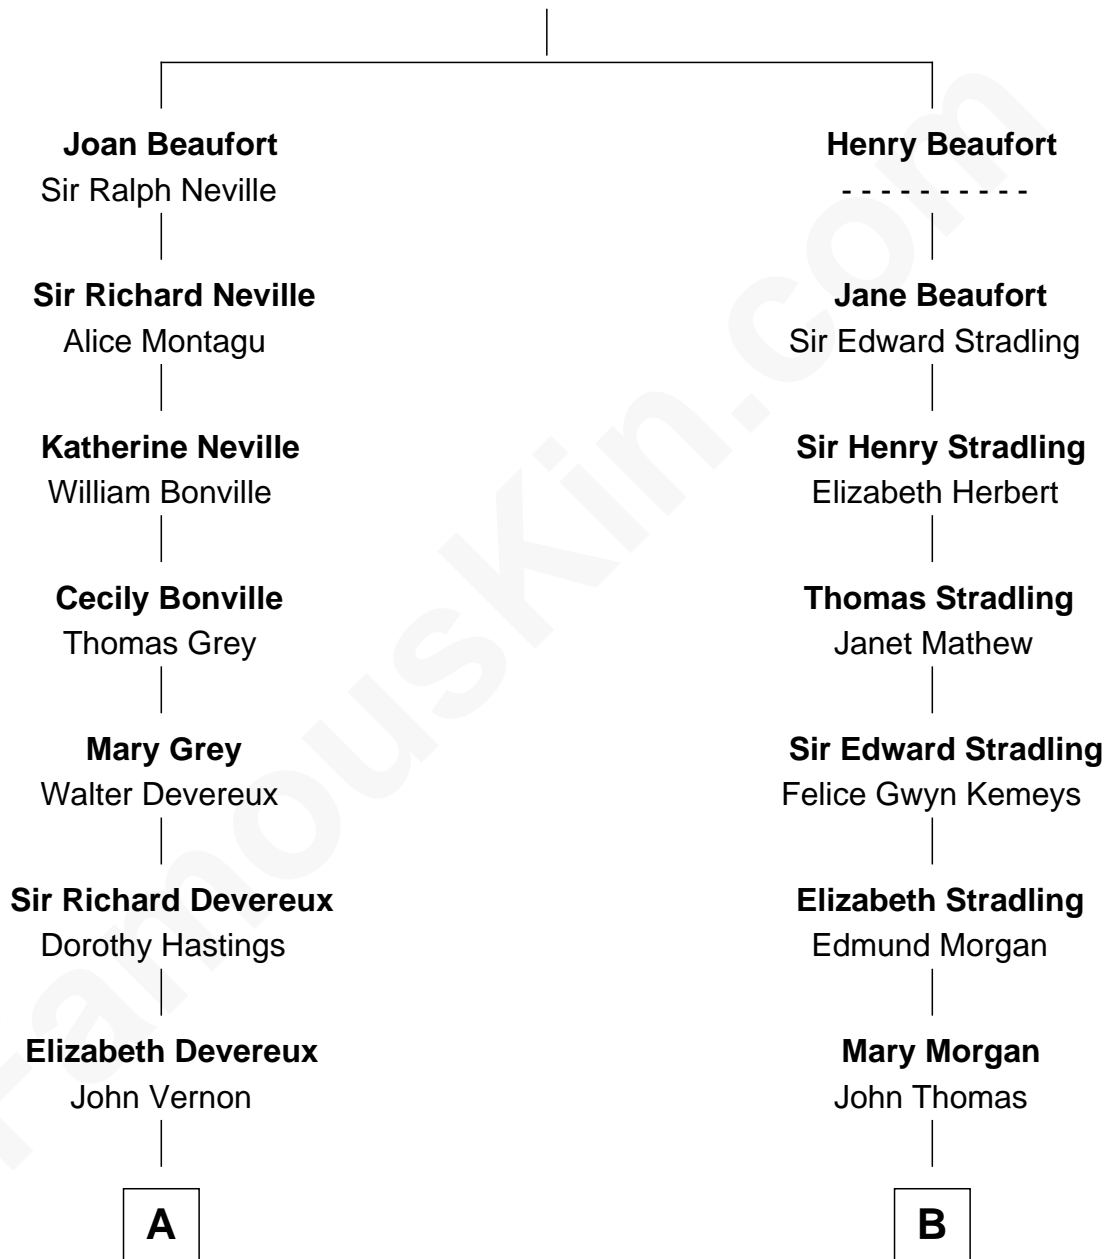 Joan Beaufort
Sir Ralph Neville
Henry Beaufort
- - - - - - - - - -
Sir Richard Neville
Alice Montagu
Jane Beaufort
Sir Edward Stradling
Katherine Neville
William Bonville
Sir Henry Stradling
Elizabeth Herbert
Cecily Bonville
Thomas Grey
Thomas Stradling
Janet Mathew
Mary Grey
Walter Devereux
Sir Edward Stradling
Felice Gwyn Kemeys
Sir Richard Devereux
Dorothy Hastings
Elizabeth Stradling
Edmund Morgan
Elizabeth Devereux
John Vernon
Mary Morgan
John Thomas
A
B
FamousKin.com